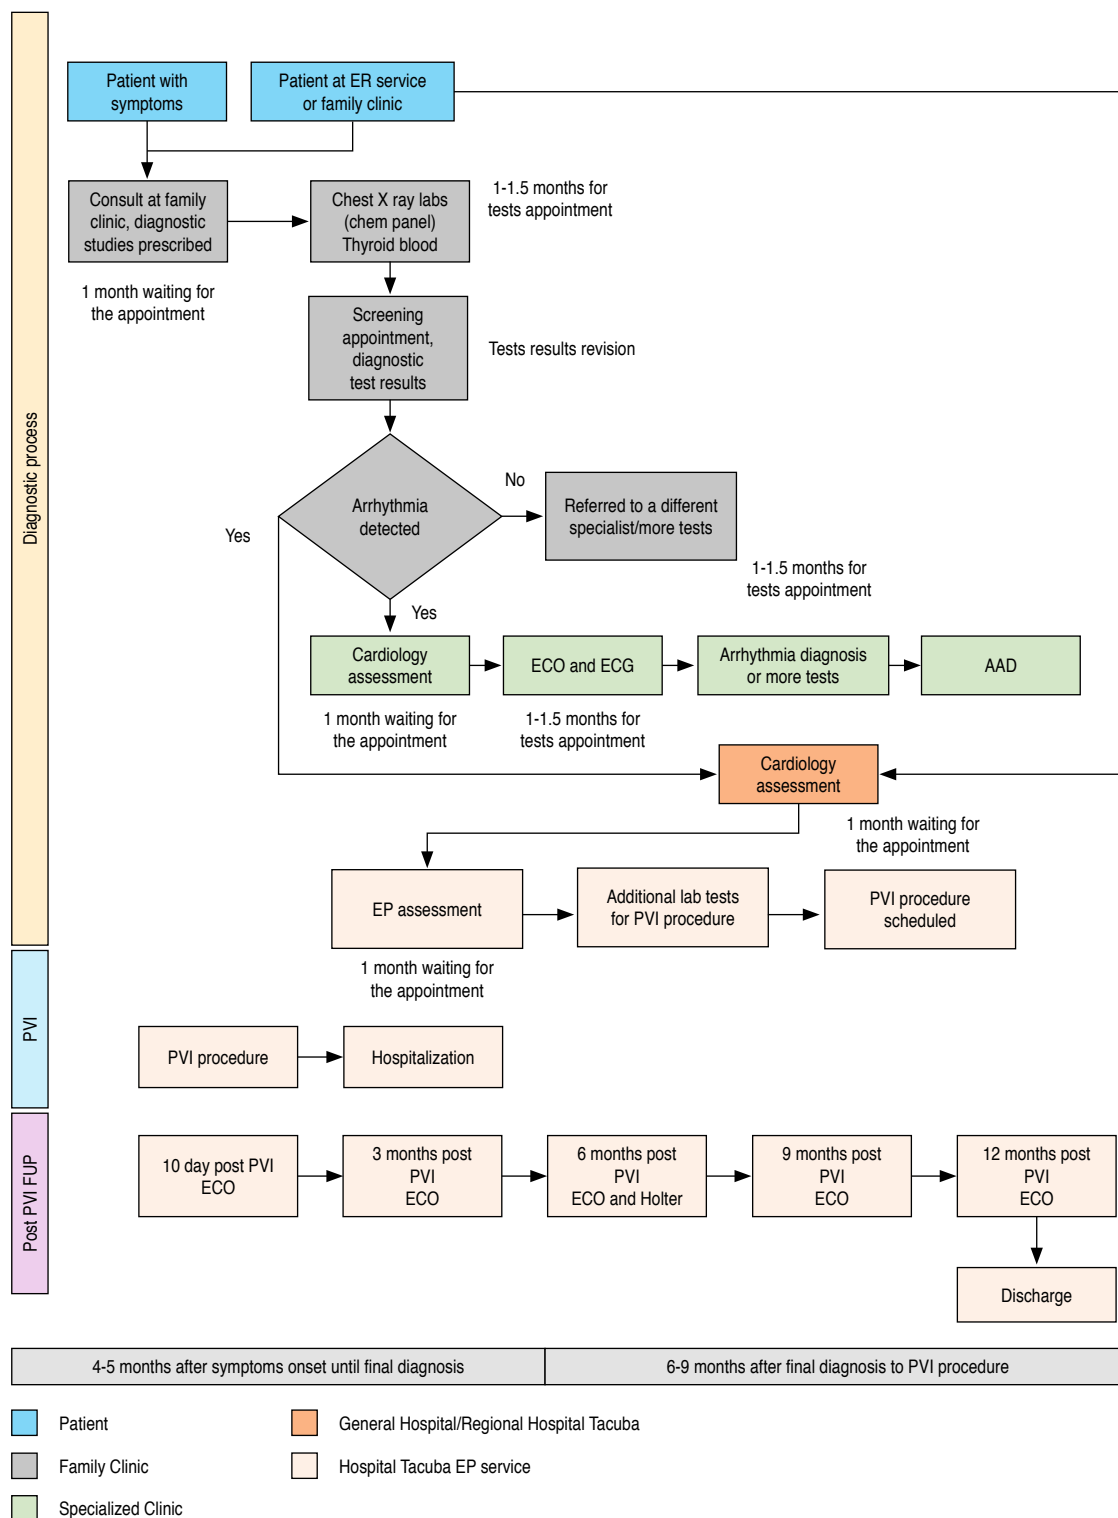 Diagnostic process
Patient with
symptoms
Patient at ER service
or family clinic
Consult at family
clinic, diagnostic
studies prescribed
Chest X ray labs
(chem panel)
Thyroid blood
1-1.5 months for
tests appointment
1 month waiting for
the appointment
Screening
appointment,
diagnostic
test results
Tests results revision
Arrhythmia
detected
No
Yes
Referred to a different
specialist/more tests
1-1.5 months for
tests appointment
Yes
Cardiology
assessment
ECO and ECG
Arrhythmia diagnosis
or more tests
AAD
1 month waiting for
the appointment
1-1.5 months for
tests appointment
Cardiology
assessment
1 month waiting for
the appointment
EP assessment
Additional lab tests
for PVI procedure
PVI procedure
scheduled
1 month waiting for
the appointment
PVI
PVI procedure
Hospitalization
Post PVI FUP
10 day post PVI
ECO
3 months post
PVI
ECO
6 months post
PVI
ECO and Holter
9 months post
PVI
ECO
12 months post
PVI
ECO
Discharge
4-5 months after symptoms onset until final diagnosis
6-9 months after final diagnosis to PVI procedure
Patient
General Hospital/Regional Hospital Tacuba
Family Clinic
Hospital Tacuba EP service
Specialized Clinic